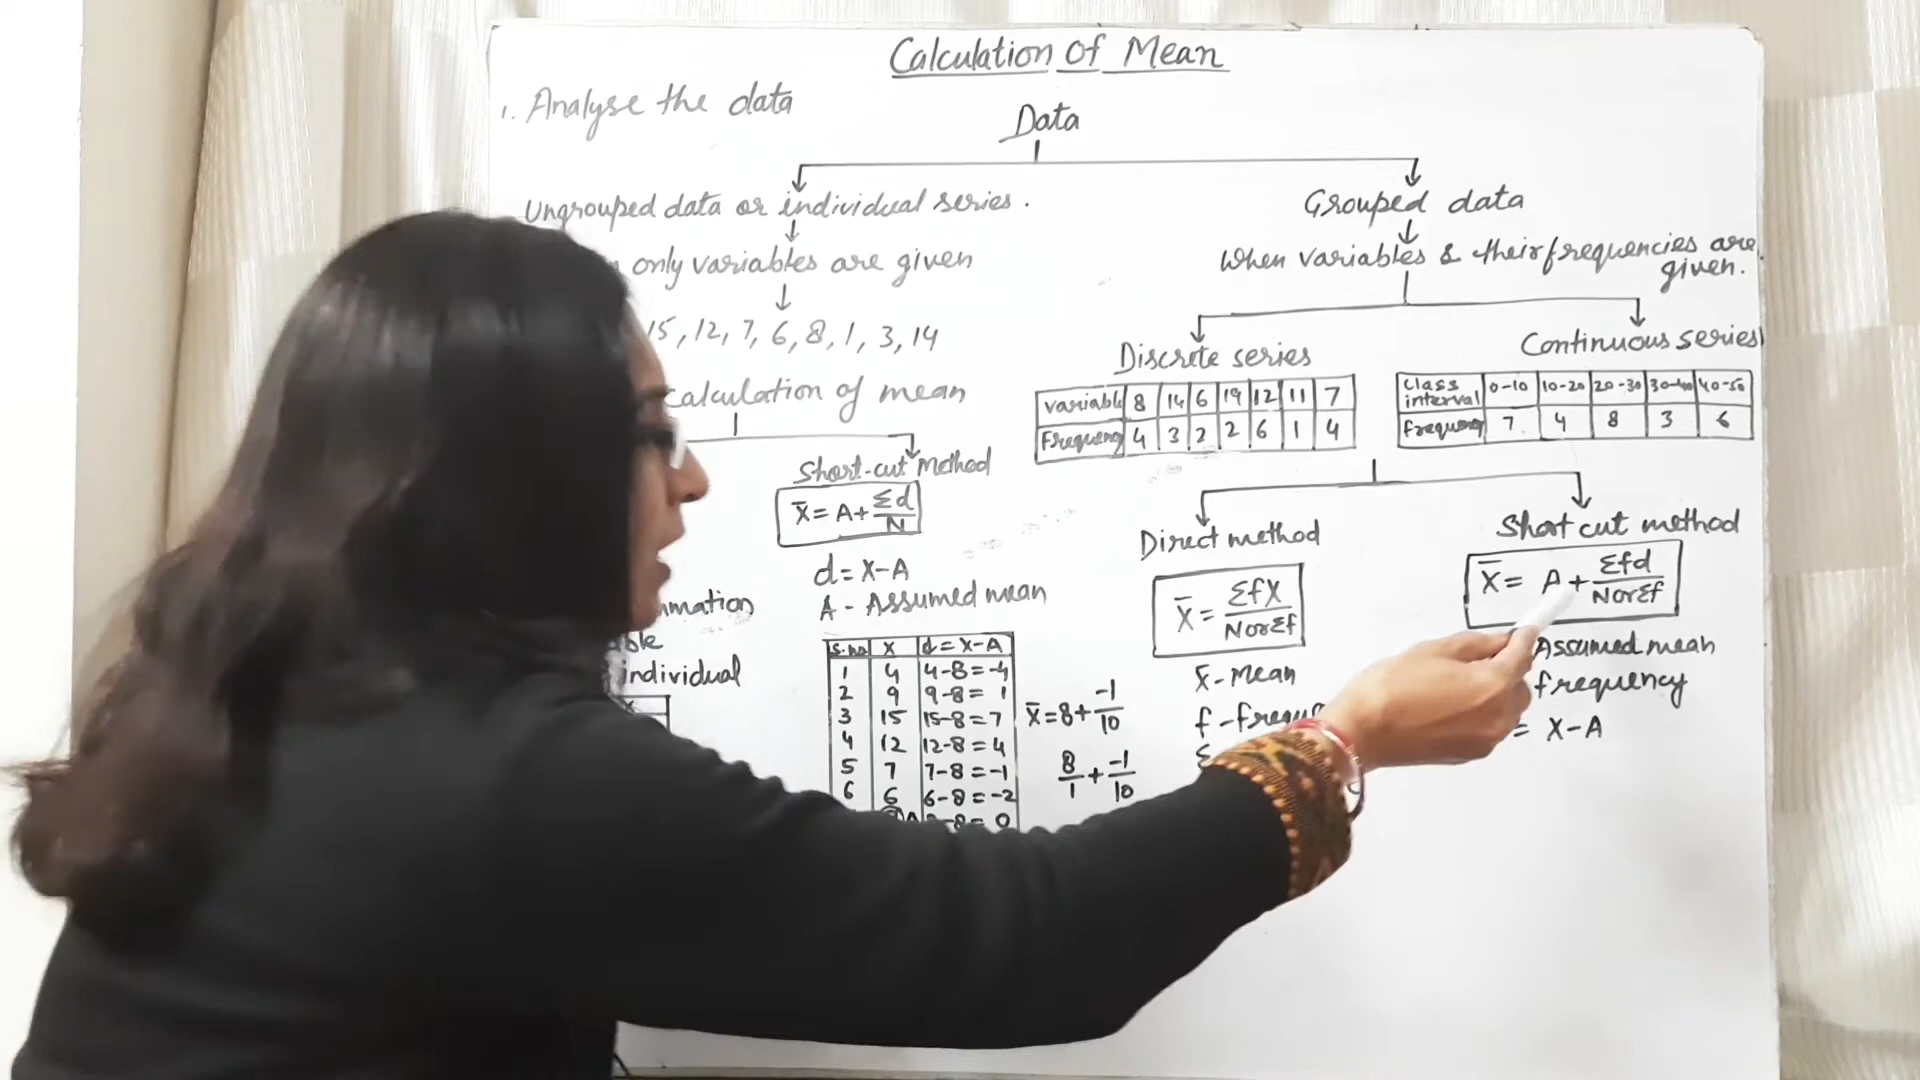 Calculation Of Mean
1. Analyse the data
Data
Ungrouped data or individual series.
only variables are given
15, 12, 7, 6, 8, 1, 3, 14
Calculation of mean
Short-cut Method
X̄ = A + Σd/N
d = X-A
A - Assumed mean
individual
S.no X d = X-A
1 4 4-8=-4
2 9 9-8= 1
3 15 15-8=7
4 12 12-8=4
5 7 7-8=-1
6 6 6-8=-2
8=0
X̄=8+-1/10
8/1+-1/10
Grouped data
When variables & their frequencies are
given.
Discrete series
Variable 8 14 6 19 12 11 7
Frequency 4 3 2 2 6 1 4
Continuous series
Class interval 0-10 10-20 20-30 30-40 40-50
Frequency 7 4 8 3 6
Direct method
X̄ = ΣfX/N or Σf
X̄ - Mean
f -
Short cut method
X̄ = A + Σfd/N or Σf
Assumed mean
frequency
= X-A